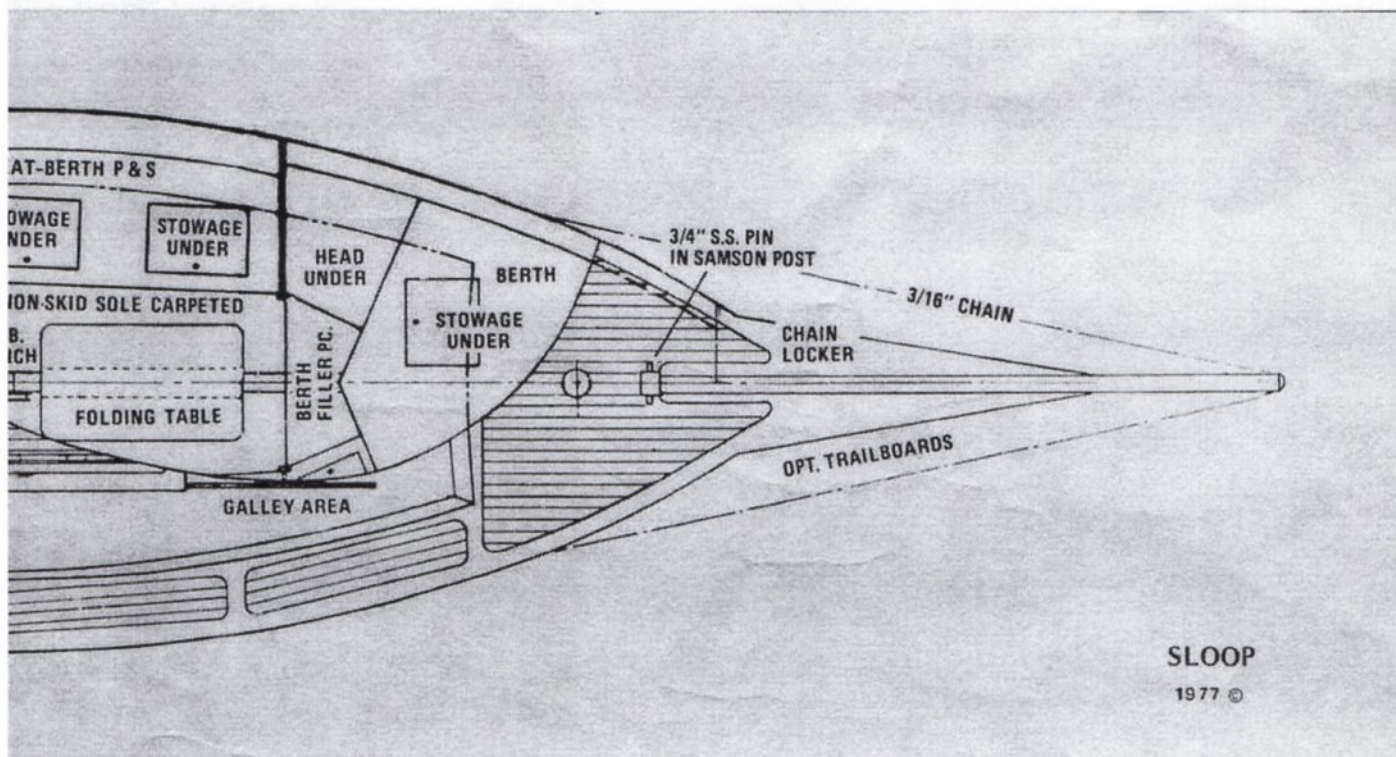 AT-BERTH P & S
OWAGE
NDER
STOWAGE
UNDER
HEAD
UNDER
BERTH
STOWAGE
UNDER
3/4" S.S. PIN
IN SAMSON POST
3/16" CHAIN
CHAIN
LOCKER
NON-SKID SOLE CARPETED
B.
ICH
FOLDING TABLE
BERTH
FILLER PC.
GALLEY AREA
OPT. TRAILBOARDS
SLOOP
1977 ©